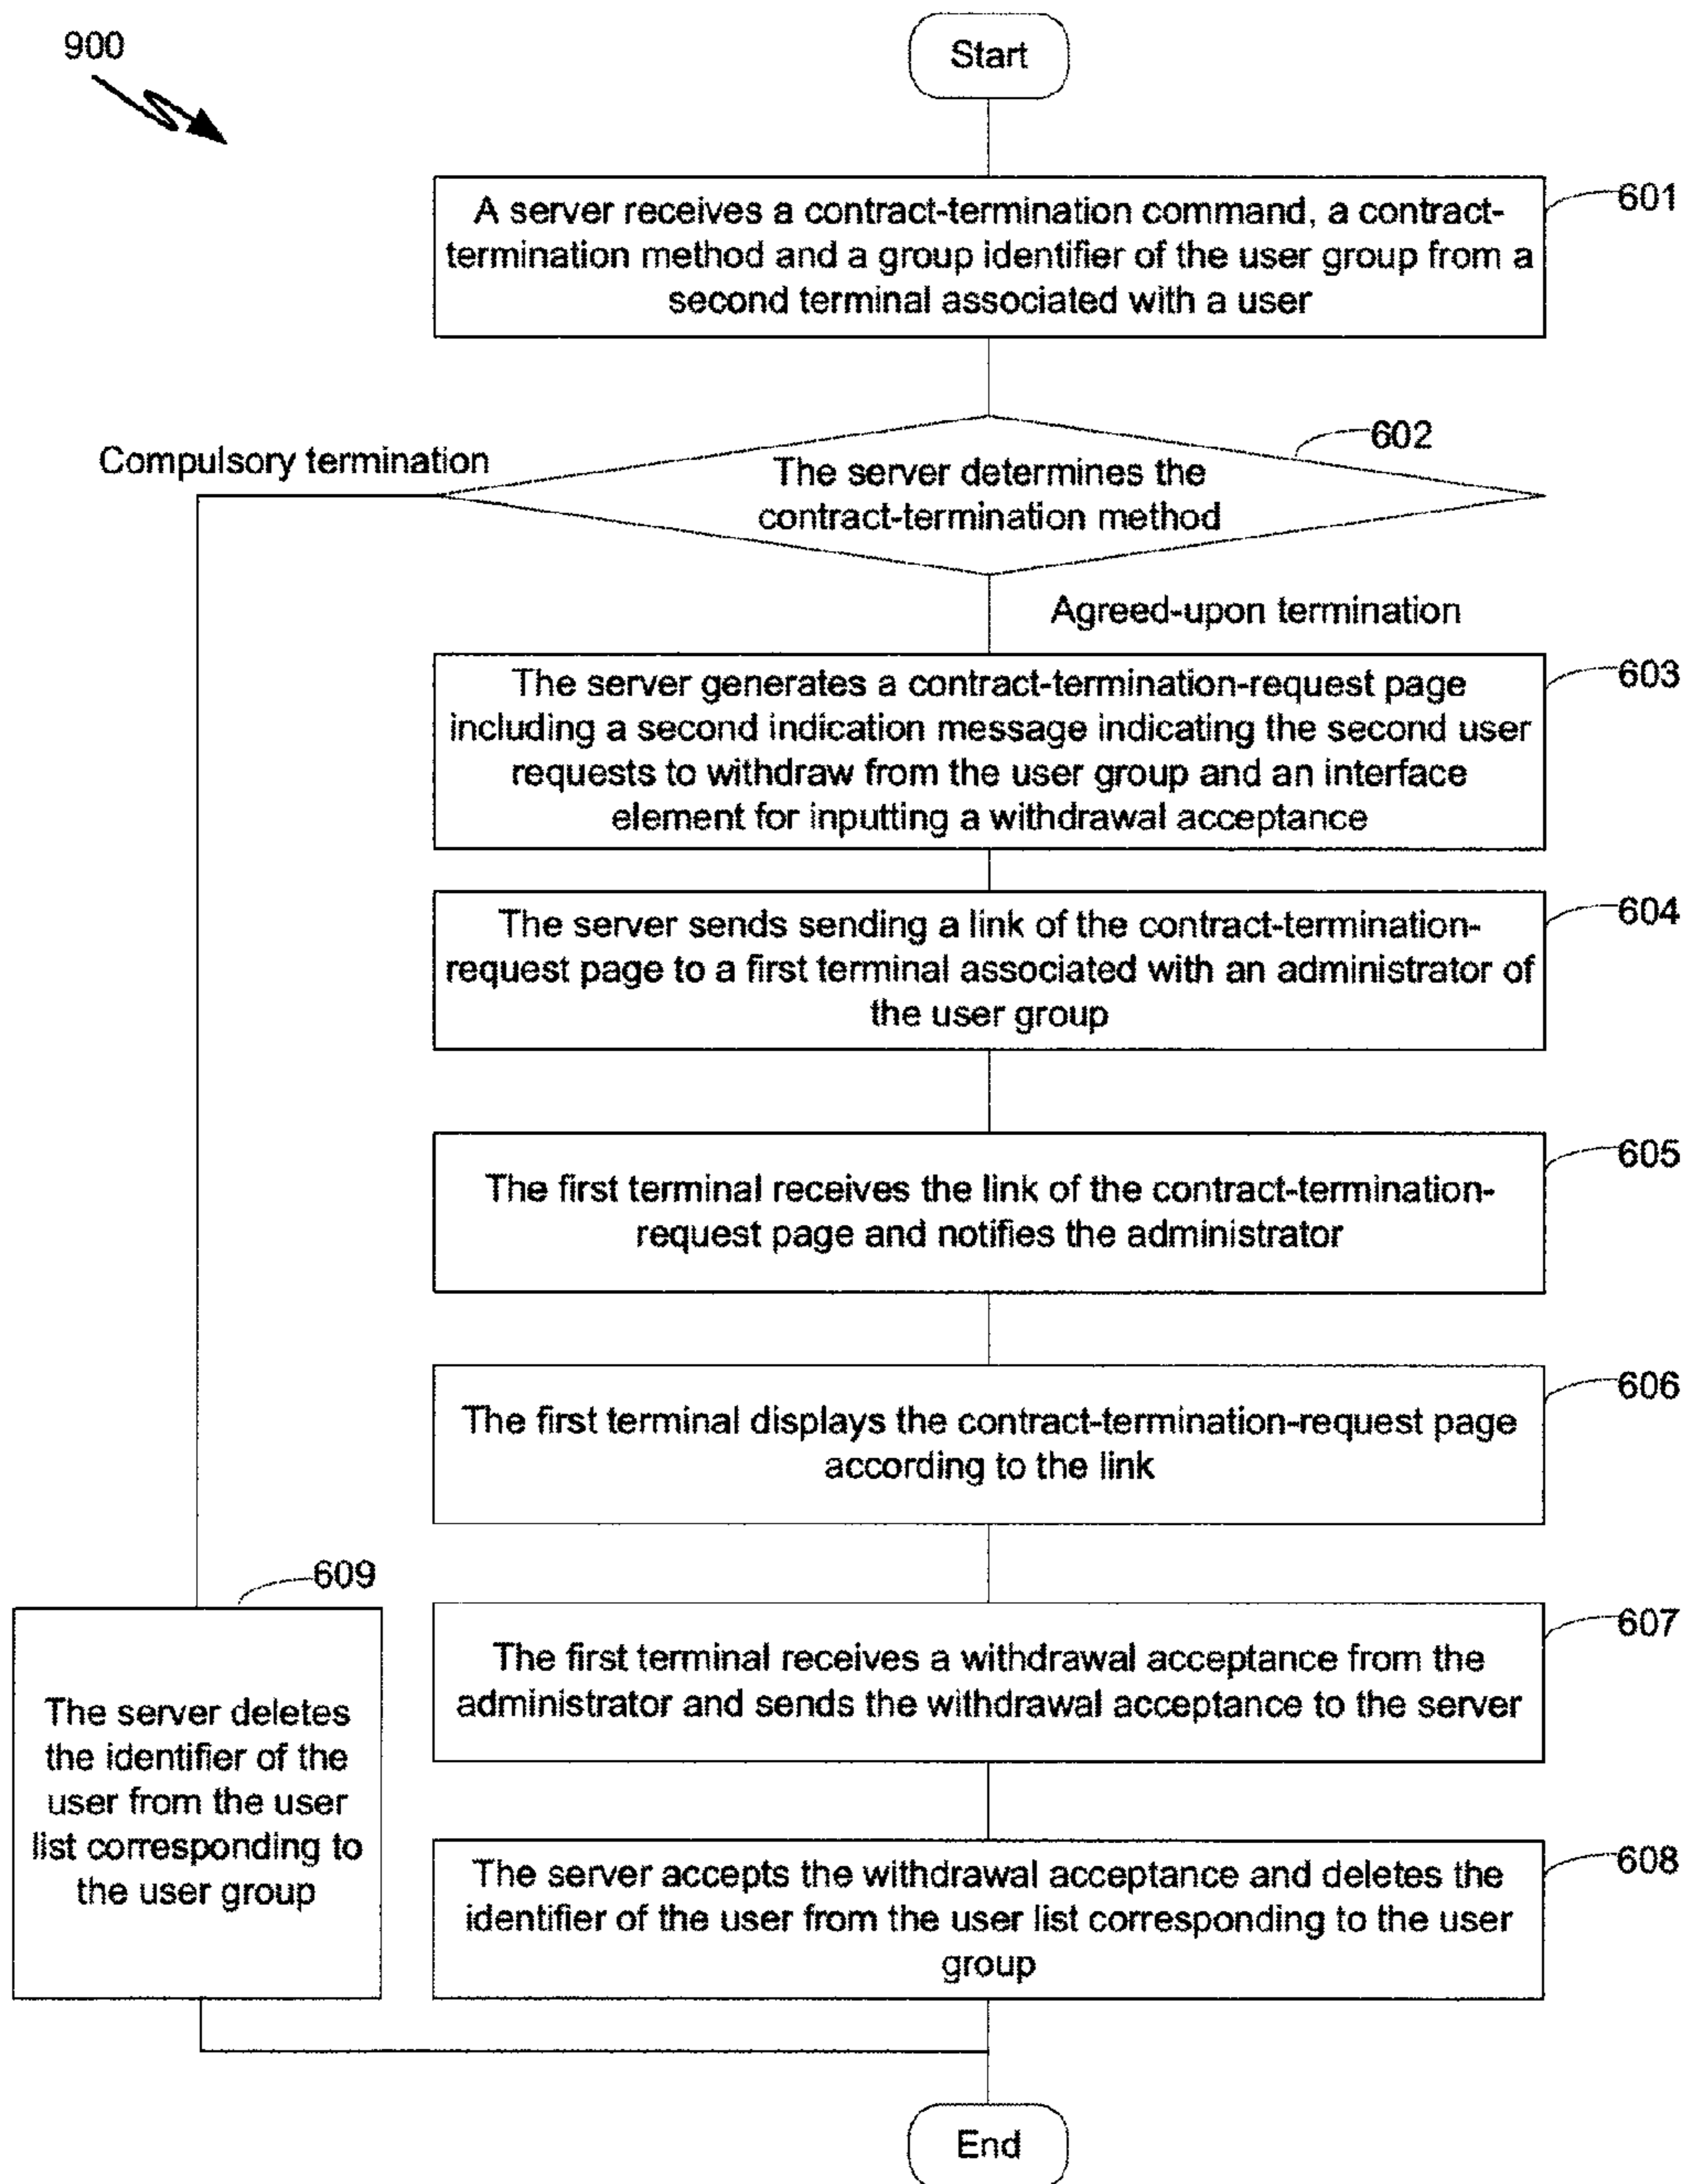 900
Start
601
A server receives a contract-termination command, a contract-
termination method and a group identifier of the user group from a
second terminal associated with a user
602
Compulsory termination
The server determines the
contract-termination method
Agreed-upon termination
603
The server generates a contract-termination-request page
including a second indication message indicating the second user
requests to withdraw from the user group and an interface
element for inputting a withdrawal acceptance
604
The server sends sending a link of the contract-termination-
request page to a first terminal associated with an administrator of
the user group
605
The first terminal receives the link of the contract-termination-
request page and notifies the administrator
606
The first terminal displays the contract-termination-request page
according to the link
607
The first terminal receives a withdrawal acceptance from the
administrator and sends the withdrawal acceptance to the server
609
The server deletes
the identifier of the
user from the user
list corresponding to
the user group
608
The server accepts the withdrawal acceptance and deletes the
identifier of the user from the user list corresponding to the user
group
End